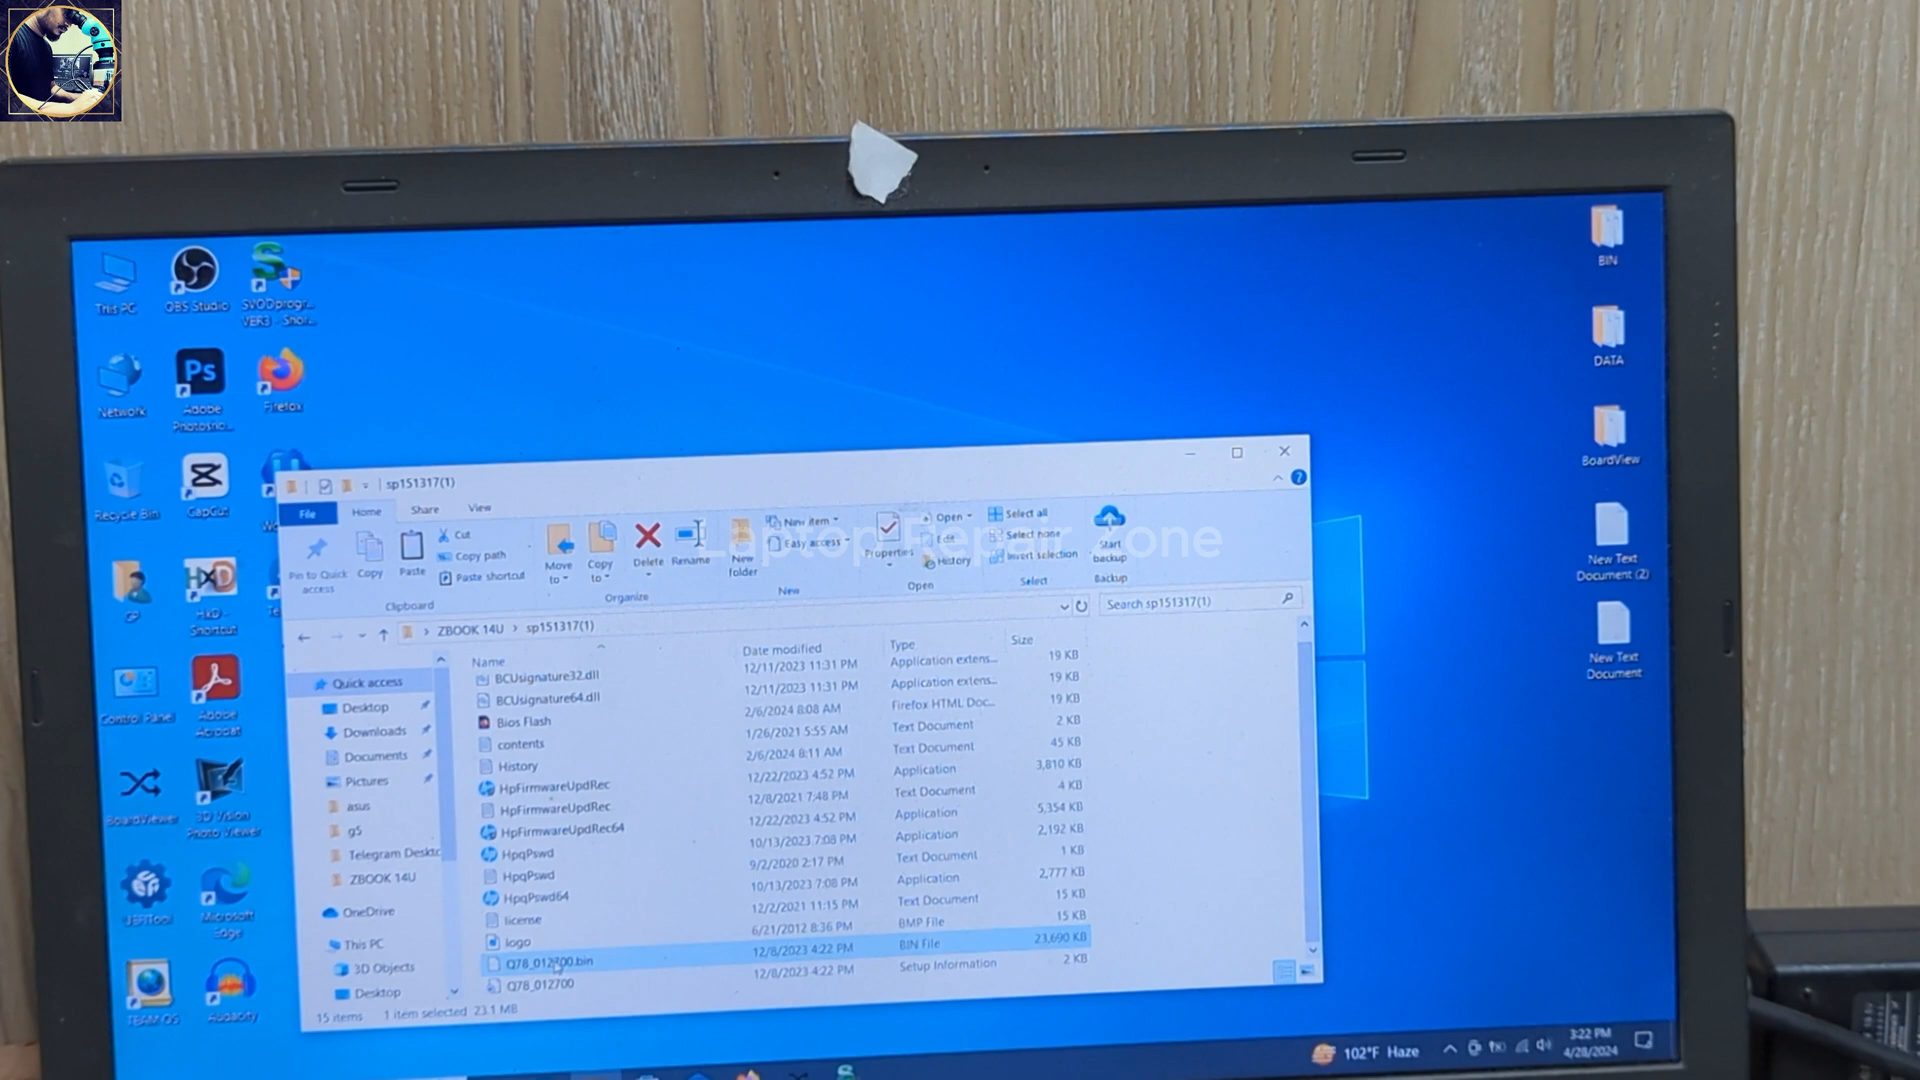 This PC
OBS Studio
SVODprogr...
VER3 - Shor...
Network
Adobe
Photosho...
Firefox
Recycle Bin
CapCut
GP
HxD -
Shortcut
Control Panel
Adobe
Acrobat
BoardViewer
3D Vision
Photo Viewer
UEFITool
Microsoft
Edge
TEAM OS
Audacity
BIN
DATA
BoardView
New Text
Document (2)
New Text
Document
sp151317(1)
File
Home
Share
View
Pin to Quick
access
Copy
Paste
Cut
Copy path
Paste shortcut
Clipboard
Move
to
Copy
to
Delete
Rename
Organize
New
folder
New item
Easy access
New
Properties
Open
Edit
History
Open
Select all
Select none
Invert selection
Select
Start
backup
Backup
Laptop Repair Zone
ZBOOK 14U > sp151317(1)
Search sp151317(1)
Quick access
Desktop
Downloads
Documents
Pictures
asus
g5
Telegram Deskto
ZBOOK 14U
OneDrive
This PC
3D Objects
Desktop
Name
BCUsignature32.dll
BCUsignature64.dll
Bios Flash
contents
History
HpFirmwareUpdRec
HpFirmwareUpdRec
HpFirmwareUpdRec64
HpqPswd
HpqPswd
HpqPswd64
license
logo
Q78_012700.bin
Q78_012700
Date modified
12/11/2023 11:31 PM
12/11/2023 11:31 PM
2/6/2024 8:08 AM
1/26/2021 5:55 AM
2/6/2024 8:11 AM
12/22/2023 4:52 PM
12/8/2021 7:48 PM
12/22/2023 4:52 PM
10/13/2023 7:08 PM
9/2/2020 2:17 PM
10/13/2023 7:08 PM
12/2/2021 11:15 PM
6/21/2012 8:36 PM
12/8/2023 4:22 PM
12/8/2023 4:22 PM
Type
Application extens...
Application extens...
Firefox HTML Doc...
Text Document
Text Document
Application
Text Document
Application
Application
Text Document
Application
Text Document
BMP File
BIN File
Setup Information
Size
19 KB
19 KB
19 KB
2 KB
45 KB
3,810 KB
4 KB
5,354 KB
2,192 KB
1 KB
2,777 KB
15 KB
15 KB
23,690 KB
2 KB
15 items
1 item selected 23.1 MB
102°F Haze
3:22 PM
4/28/2024